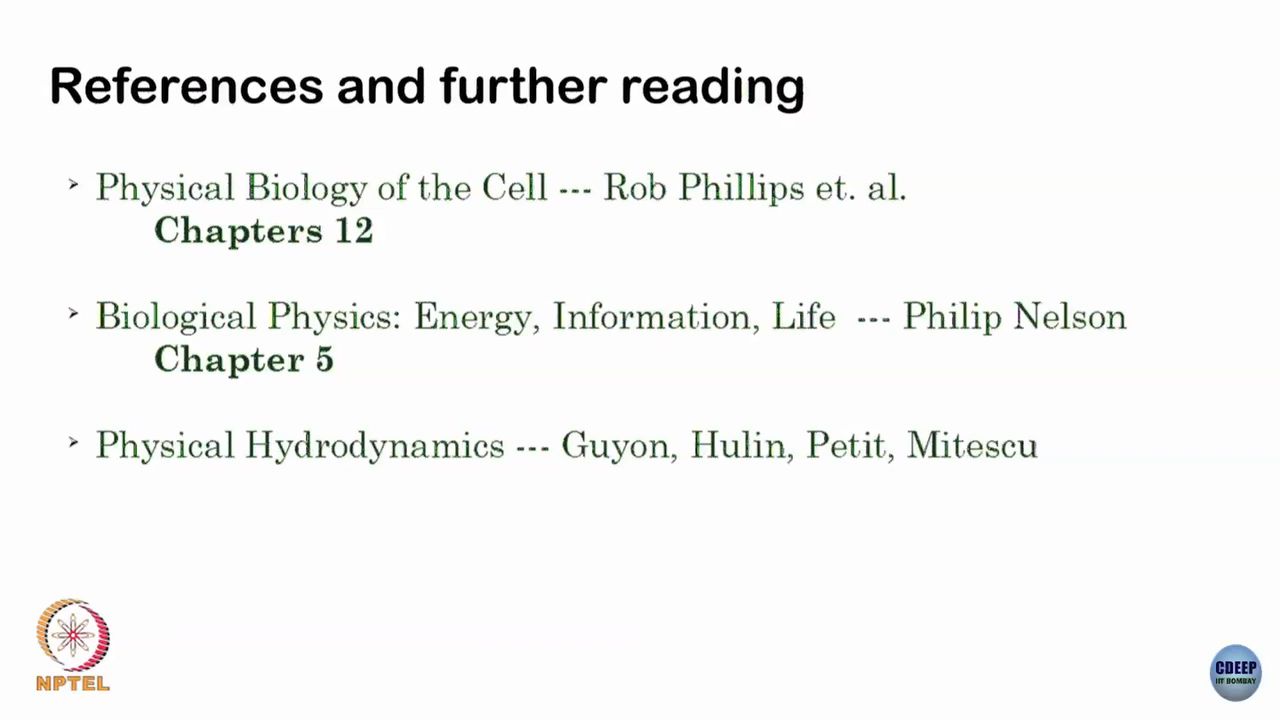 References and further reading
➢ Physical Biology of the Cell --- Rob Phillips et. al.
Chapters 12
➢ Biological Physics: Energy, Information, Life --- Philip Nelson
Chapter 5
➢ Physical Hydrodynamics --- Guyon, Hulin, Petit, Mitescu
NPTEL
CDEEP
IIT BOMBAY